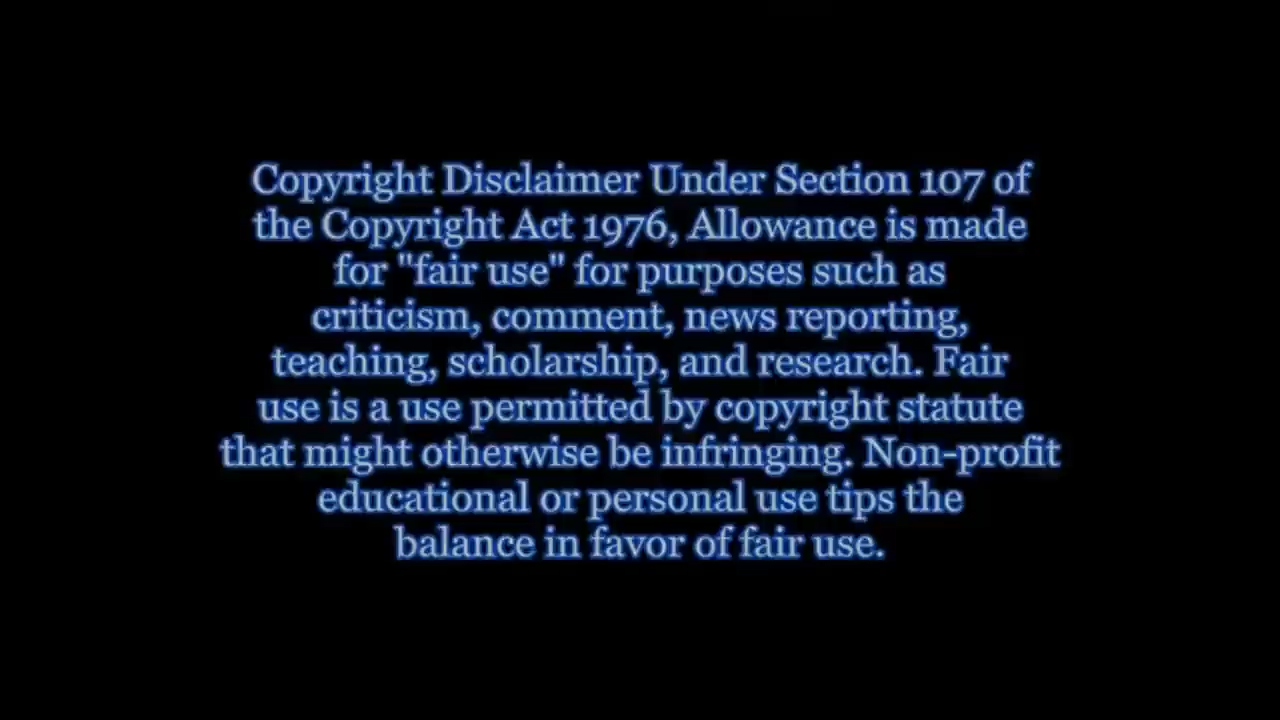 Copyright Disclaimer Under Section 107 of
the Copyright Act 1976, Allowance is made
for "fair use" for purposes such as
criticism, comment, news reporting,
teaching, scholarship, and research. Fair
use is a use permitted by copyright statute
that might otherwise be infringing. Non-profit
educational or personal use tips the
balance in favor of fair use.